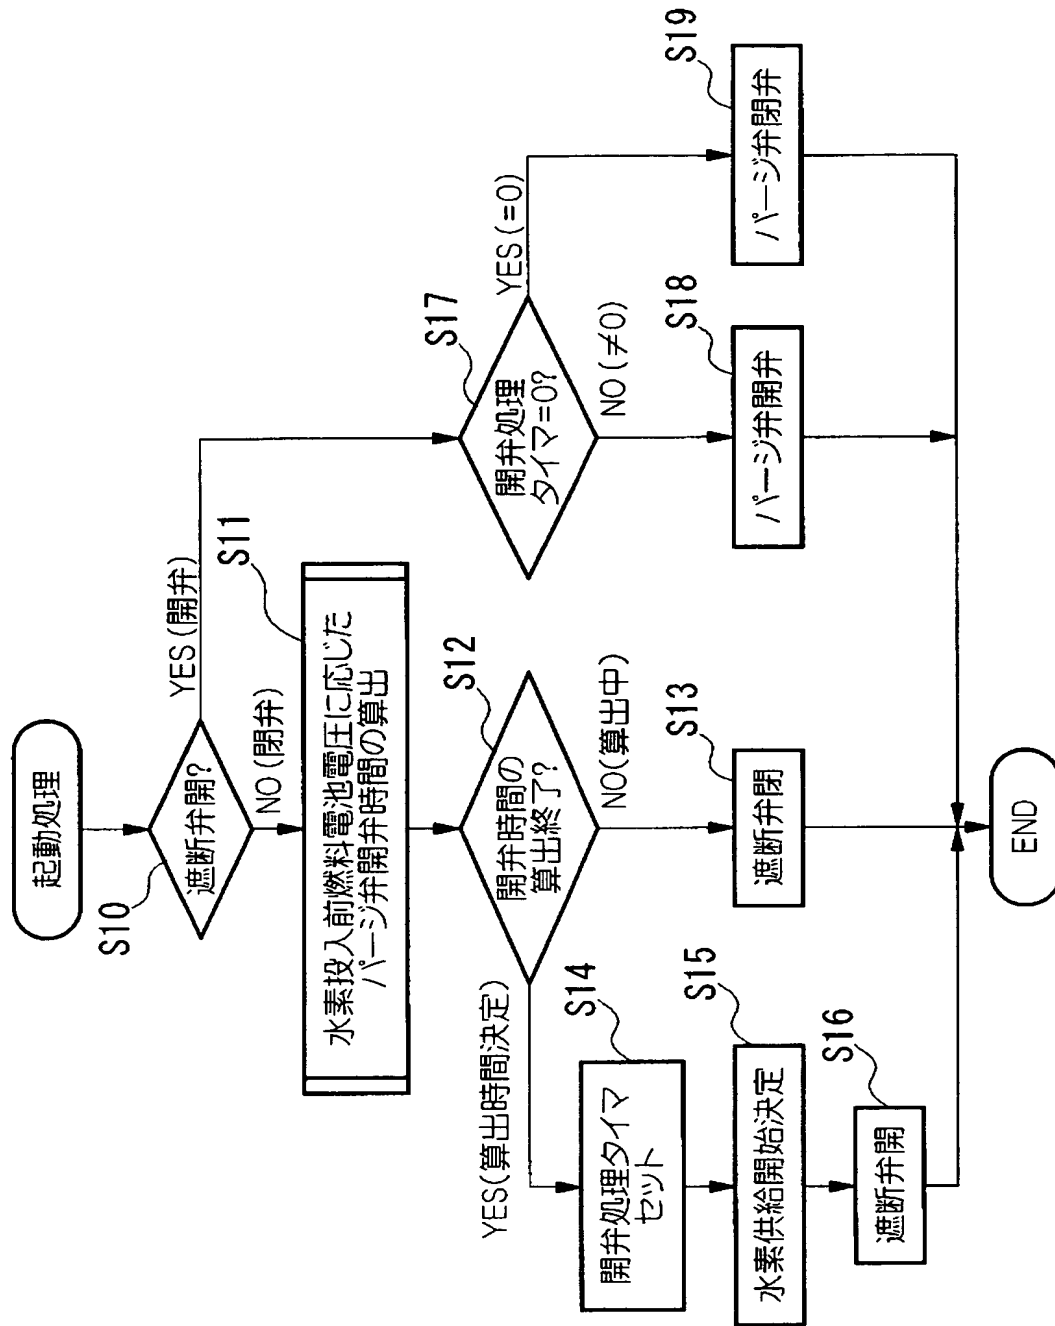 起動処理
S10
遮断弁開?
YES(開弁)
NO(閉弁)
S11
水素投入前燃料電池電圧に応じた
パージ弁開弁時間の算出
S12
開弁時間の
算出終了?
YES(算出時間決定)
NO(算出中)
S13
遮断弁閉
S14
開弁処理タイマ
セット
S15
水素供給開始決定
S16
遮断弁開
S17
開弁処理
タイマ=0?
YES(=0)
NO(≠0)
S18
パージ弁開弁
S19
パージ弁閉弁
END